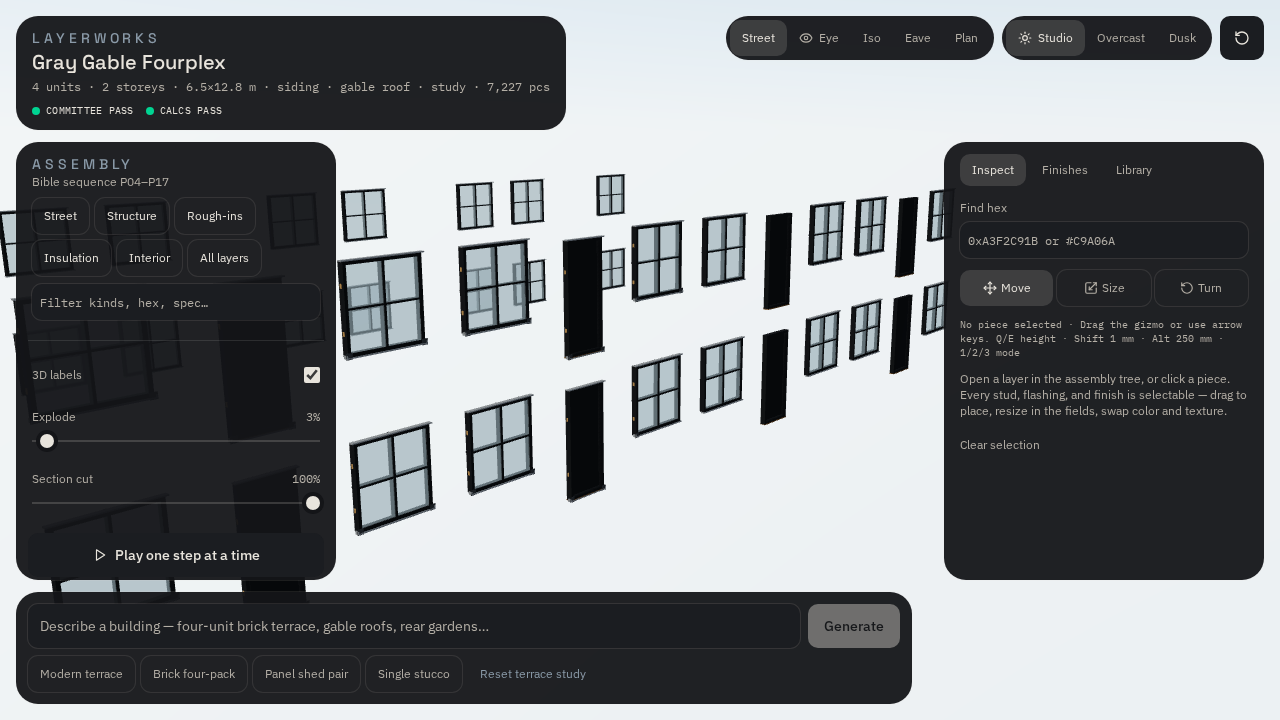 LAYERWORKS
Gray Gable Fourplex
4 units · 2 storeys · 6.5×12.8 m · siding · gable roof · study · 7,227 pcs
COMMITTEE PASS CALCS PASS
Street Eye Iso Eave Plan
Studio Overcast Dusk
ASSEMBLY
Bible sequence P04–P17
Street Structure Rough-ins
Insulation Interior All layers
Filter kinds, hex, spec…
3D labels
Explode 3%
Section cut 100%
Play one step at a time
Inspect Finishes Library
Find hex
0xA3F2C91B or #C9A06A
Move Size Turn
No piece selected · Drag the gizmo or use arrow
keys. Q/E height · Shift 1 mm · Alt 250 mm ·
1/2/3 mode
Open a layer in the assembly tree, or click a piece.
Every stud, flashing, and finish is selectable — drag to
place, resize in the fields, swap color and texture.
Clear selection
Describe a building — four-unit brick terrace, gable roofs, rear gardens…
Generate
Modern terrace Brick four-pack Panel shed pair Single stucco Reset terrace study